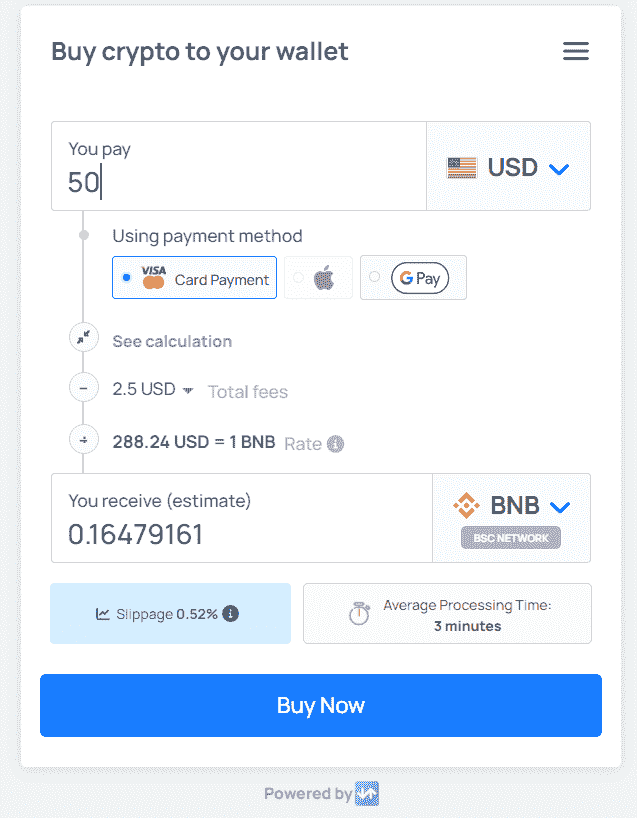 Buy crypto to your wallet
You pay
50
USD
Using payment method
VISA
Card Payment
G Pay
See calculation
− 2.5 USD Total fees
÷ 288.24 USD = 1 BNB Rate i
You receive (estimate)
0.16479161
BNB
BSC NETWORK
Slippage 0.52% i
Average Processing Time:
3 minutes
Buy Now
Powered by